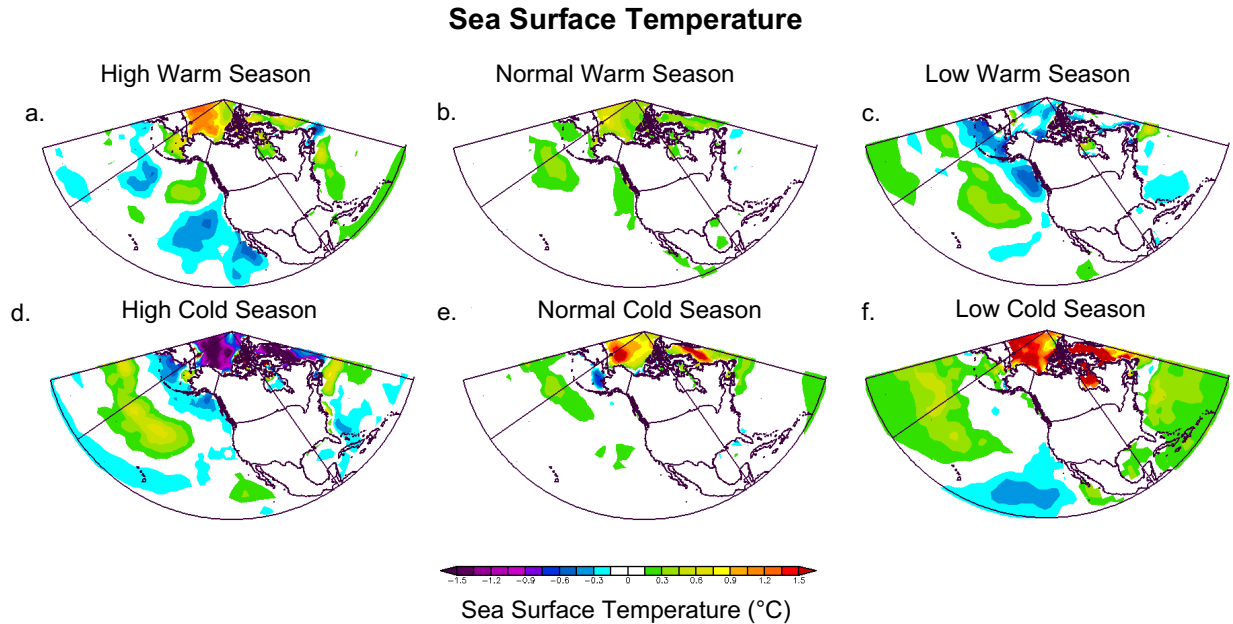 Sea Surface Temperature
High Warm Season
Normal Warm Season
Low Warm Season
a.
b.
c.
High Cold Season
Normal Cold Season
Low Cold Season
d.
e.
f.
-1.5 -1.2 -0.9 -0.6 -0.3 0 0.3 0.6 0.9 1.2 1.5
Sea Surface Temperature (°C)